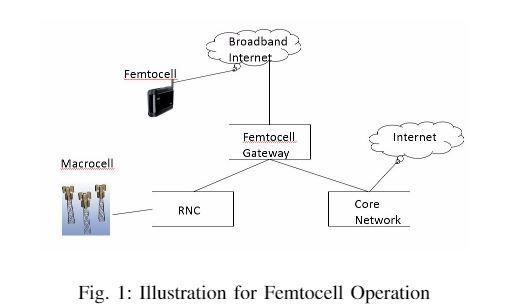 Broadband
Internet
Femtocell
Femtocell
Gateway
Internet
Macrocell
RNC
Core
Network
Fig. 1: Illustration for Femtocell Operation